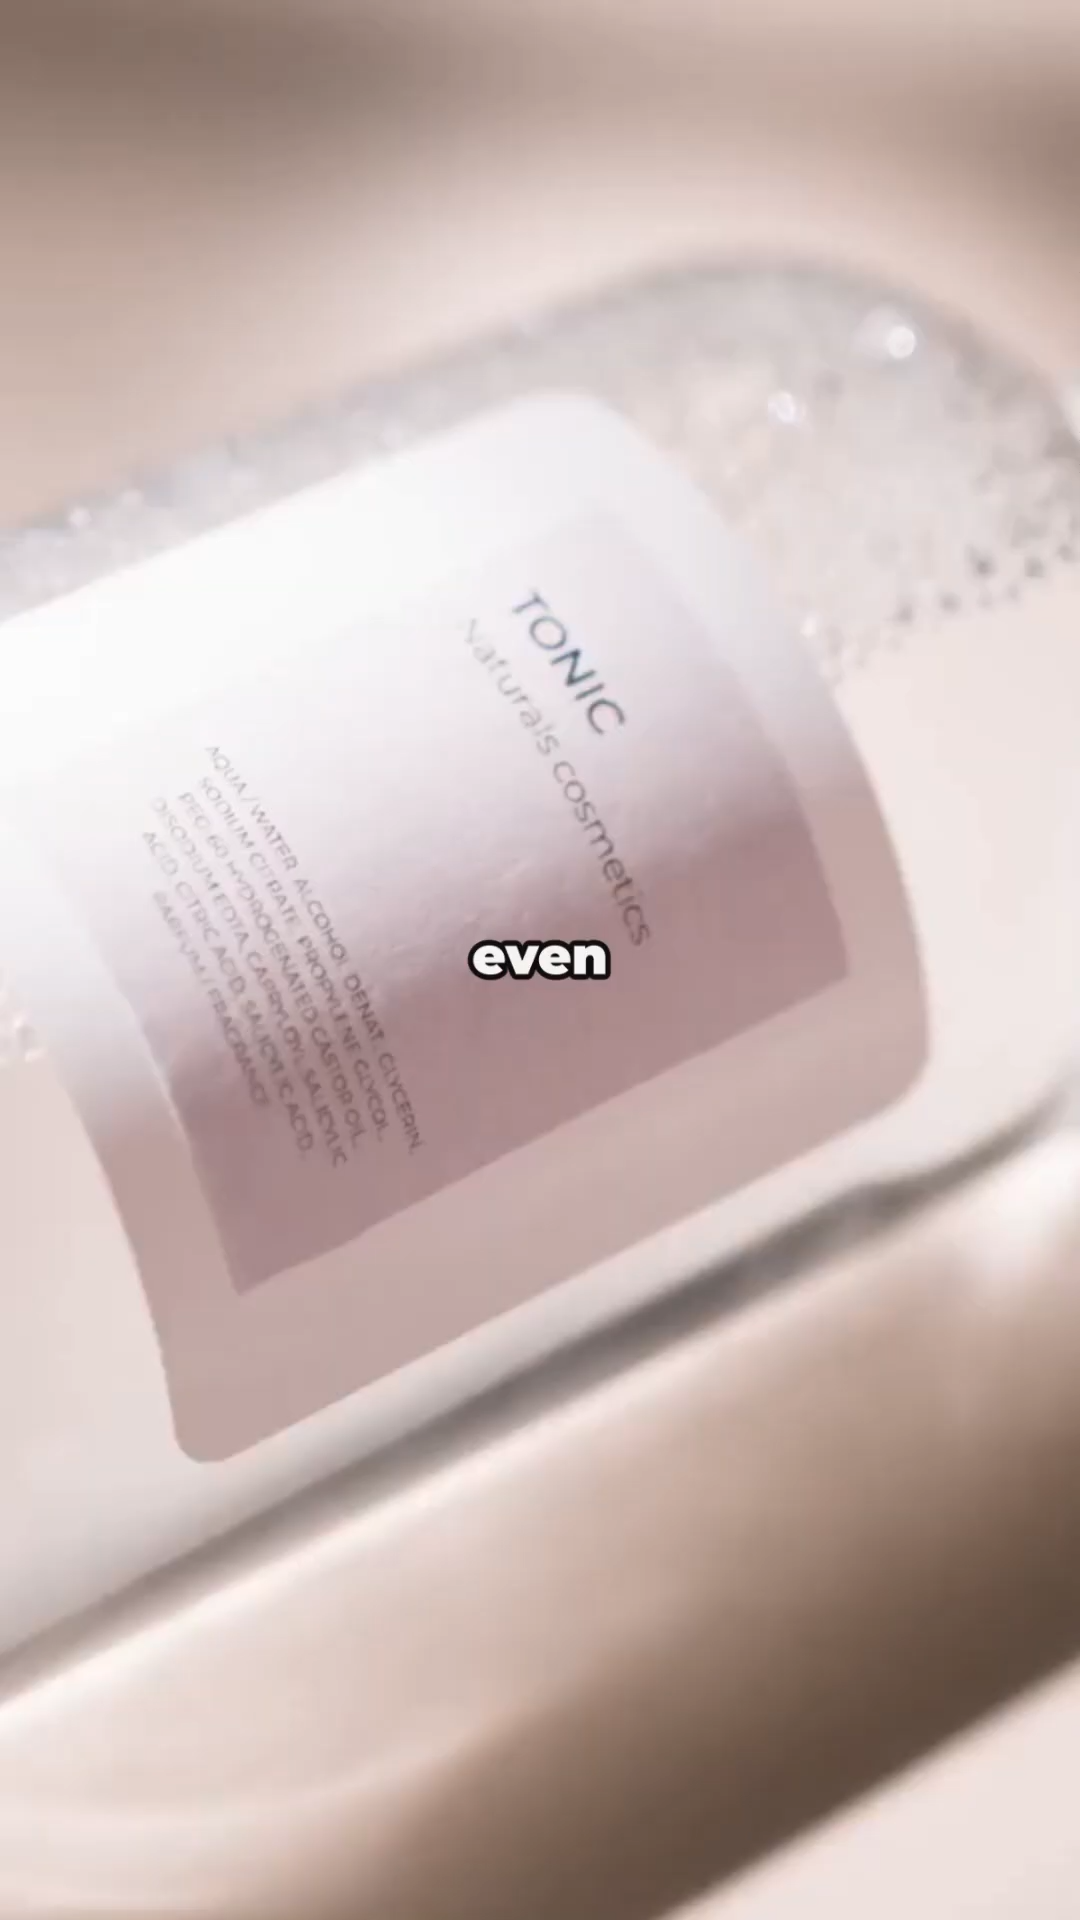 TONIC
Naturals cosmetics
AQUA / WATER ALCOHOL DENAT, GLYCERIN,
SODIUM CITRATE, PROPYLENE GLYCOL,
PEG-60 HYDROGENATED CASTOR OIL,
DISODIUM EDTA, CAPRYLOYL SALICYLIC
ACID, CITRIC ACID, SALICYLIC ACID,
PARFUM / FRAGRANCE
even